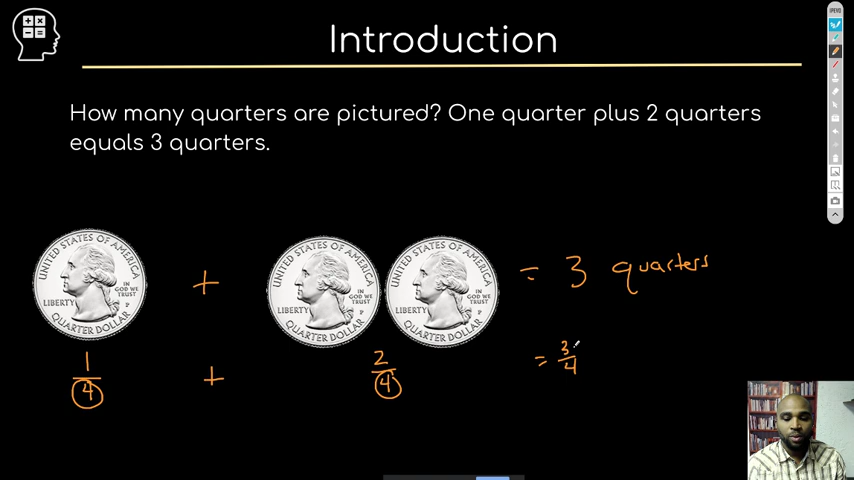 Introduction
How many quarters are pictured? One quarter plus 2 quarters
equals 3 quarters.
UNITED STATES OF AMERICA
LIBERTY
IN
GOD WE
TRUST
P
QUARTER DOLLAR
+
UNITED STATES OF AMERICA
LIBERTY
IN
GOD WE
TRUST
P
QUARTER DOLLAR
UNITED STATES OF AMERICA
LIBERTY
IN
GOD WE
TRUST
P
QUARTER DOLLAR
= 3 quarters
1/4 + 2/4 = 3/4
IPEVO